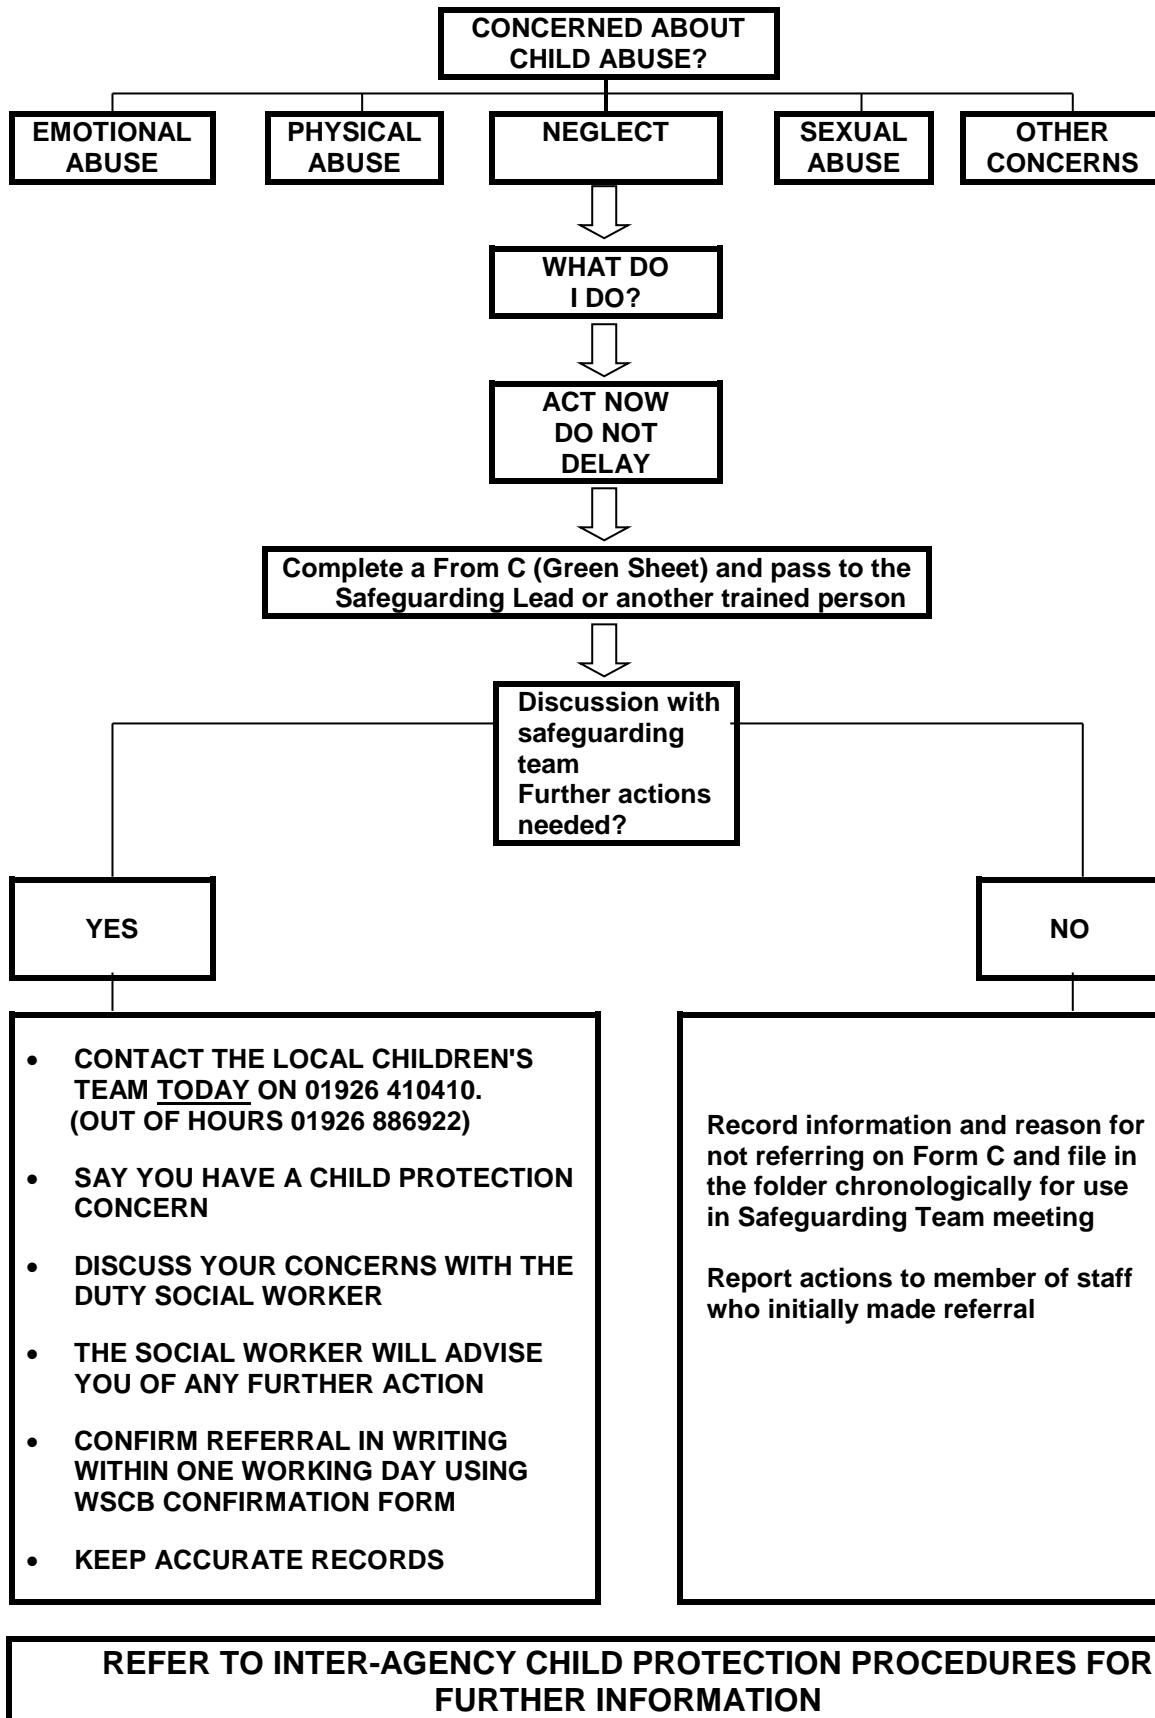 CONCERNED ABOUT
CHILD ABUSE?
EMOTIONAL
ABUSE
PHYSICAL
ABUSE
NEGLECT
SEXUAL
ABUSE
OTHER
CONCERNS
WHAT DO
I DO?
ACT NOW
DO NOT
DELAY
Complete a From C (Green Sheet) and pass to the
Safeguarding Lead or another trained person
Discussion with
safeguarding
team
Further actions
needed?
YES
NO
• CONTACT THE LOCAL CHILDREN'S
TEAM TODAY ON 01926 410410.
(OUT OF HOURS 01926 886922)
• SAY YOU HAVE A CHILD PROTECTION
CONCERN
• DISCUSS YOUR CONCERNS WITH THE
DUTY SOCIAL WORKER
• THE SOCIAL WORKER WILL ADVISE
YOU OF ANY FURTHER ACTION
• CONFIRM REFERRAL IN WRITING
WITHIN ONE WORKING DAY USING
WSCB CONFIRMATION FORM
• KEEP ACCURATE RECORDS
Record information and reason for
not referring on Form C and file in
the folder chronologically for use
in Safeguarding Team meeting
Report actions to member of staff
who initially made referral
REFER TO INTER-AGENCY CHILD PROTECTION PROCEDURES FOR
FURTHER INFORMATION